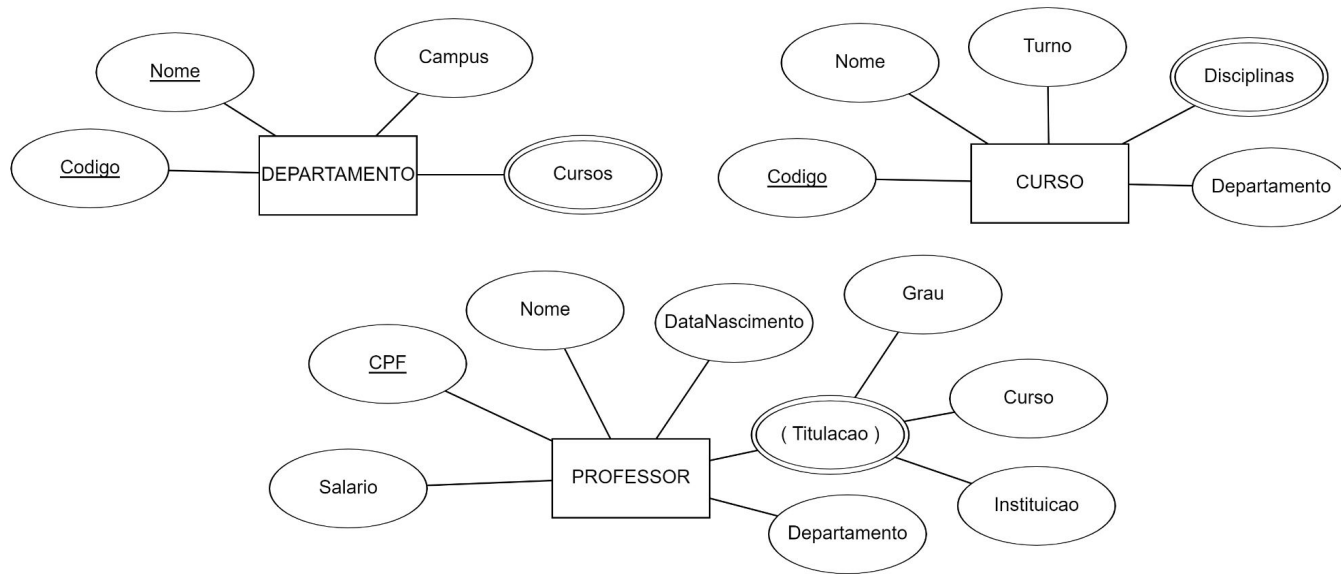 Nome
Campus
Codigo
DEPARTAMENTO
Cursos
Nome
Turno
Disciplinas
Codigo
CURSO
Departamento
CPF
Nome
DataNascimento
Grau
Salario
PROFESSOR
( Titulacao )
Curso
Instituicao
Departamento